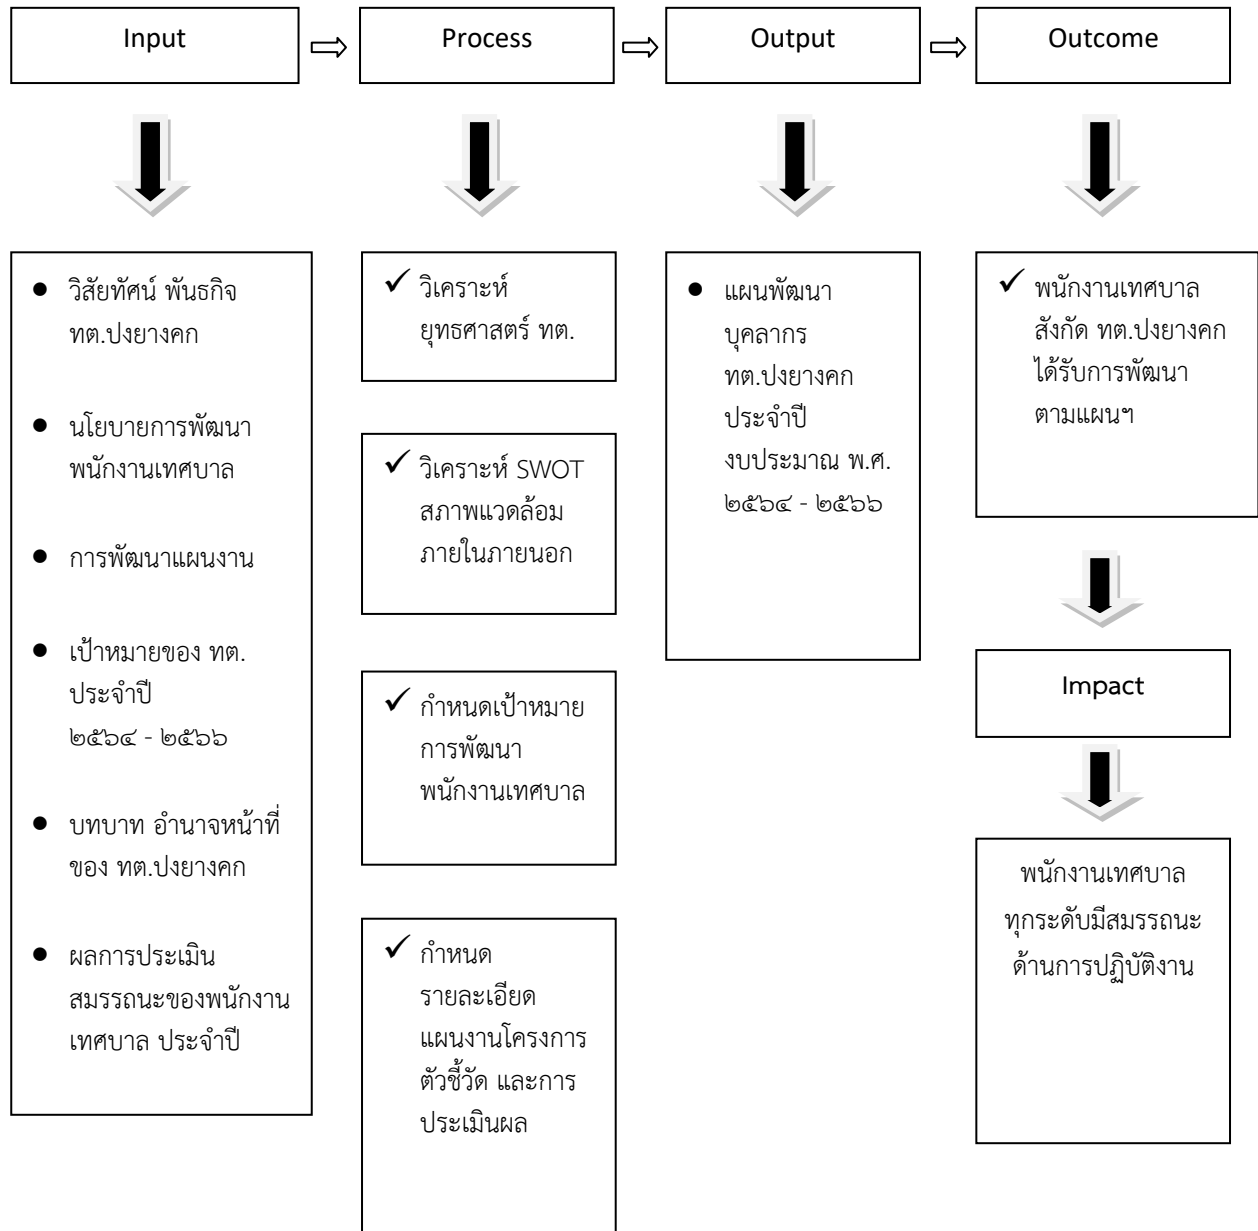 Input
Process
Output
Outcome
วิสัยทัศน์ พันธกิจ
ทต.ปงยางคก
นโยบายการพัฒนา
พนักงานเทศบาล
การพัฒนาแผนงาน
เป้าหมายของ ทต.
ประจำปี
๒๕๖๔ - ๒๕๖๖
บทบาท อำนาจหน้าที่
ของ ทต.ปงยางคก
ผลการประเมิน
สมรรถนะของพนักงาน
เทศบาล ประจำปี
วิเคราะห์
ยุทธศาสตร์ ทต.
วิเคราะห์ SWOT
สภาพแวดล้อม
ภายในภายนอก
กำหนดเป้าหมาย
การพัฒนา
พนักงานเทศบาล
กำหนด
รายละเอียด
แผนงานโครงการ
ตัวชี้วัด และการ
ประเมินผล
แผนพัฒนา
บุคลากร
ทต.ปงยางคก
ประจำปี
งบประมาณ พ.ศ.
๒๕๖๔ - ๒๕๖๖
พนักงานเทศบาล
สังกัด ทต.ปงยางคก
ได้รับการพัฒนา
ตามแผนฯ
Impact
พนักงานเทศบาล
ทุกระดับมีสมรรถนะ
ด้านการปฏิบัติงาน